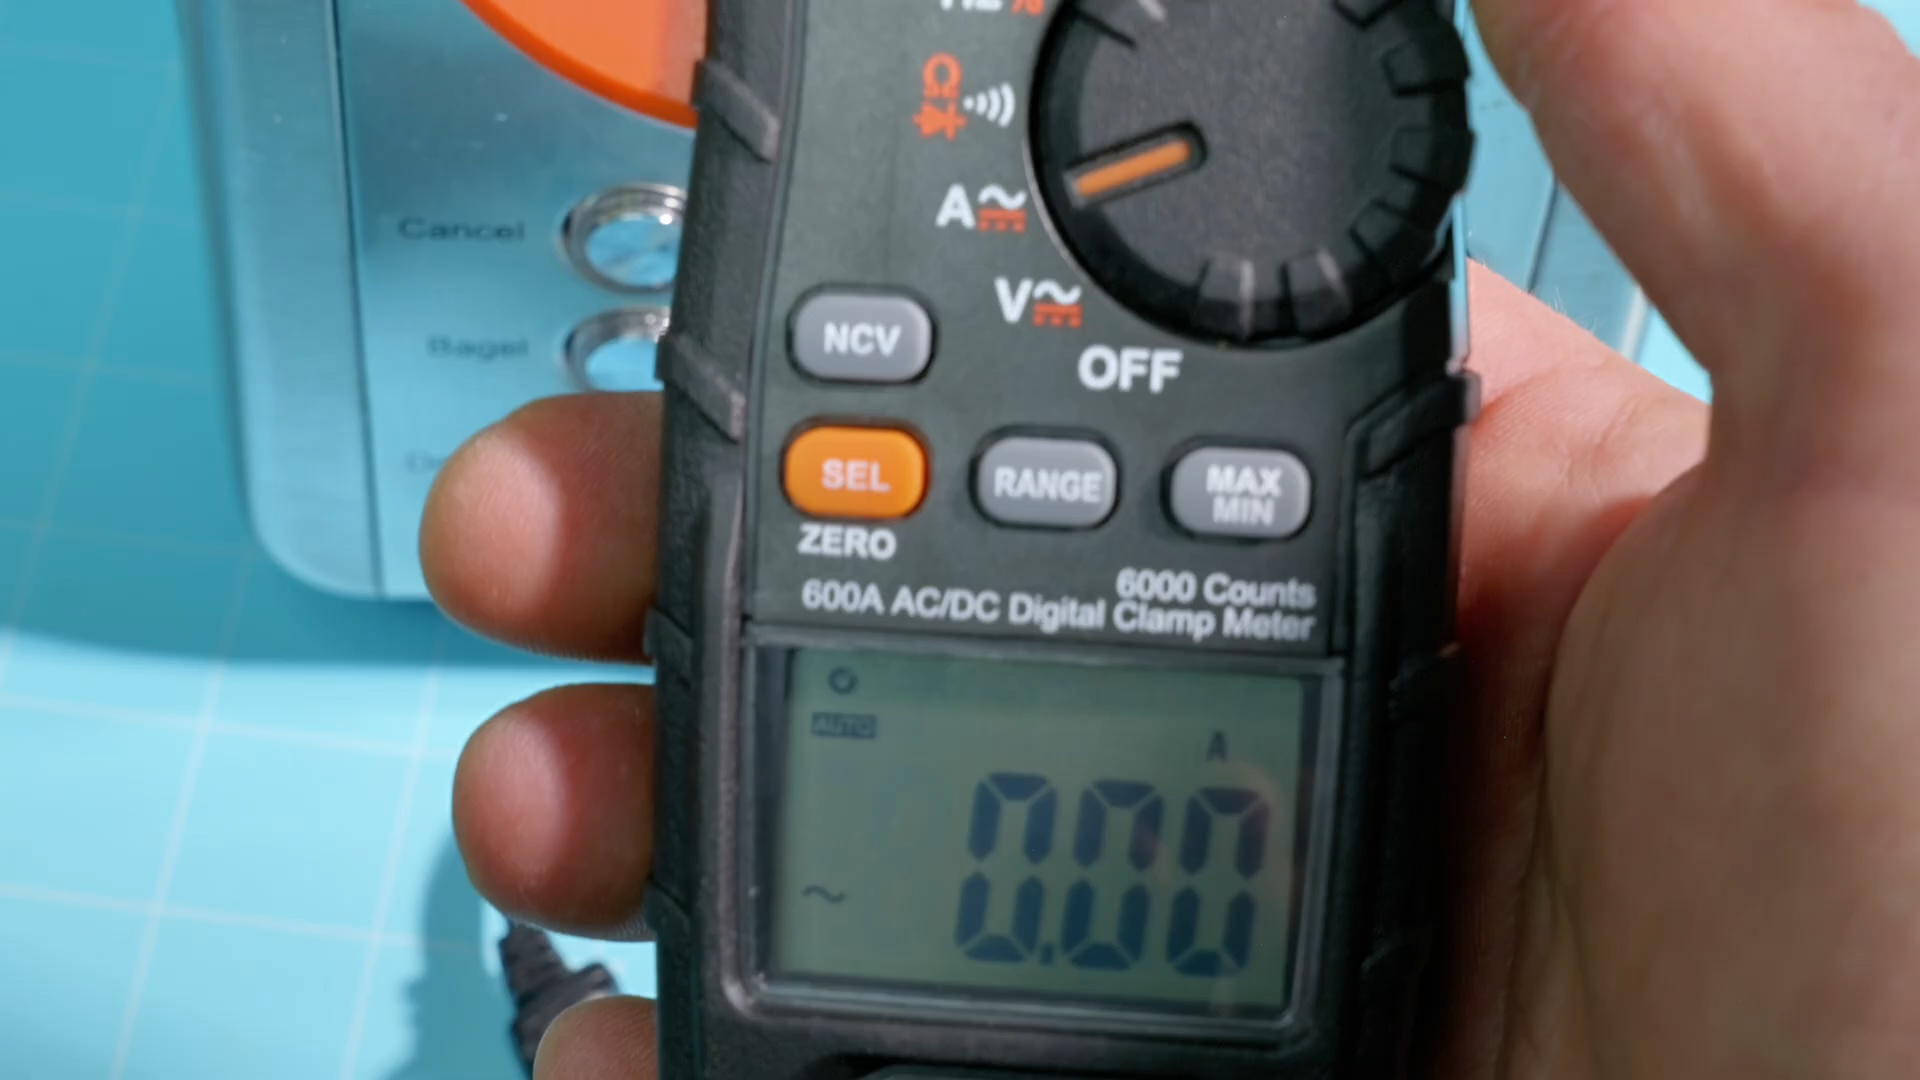 Hz %
Ω
A
V
OFF
NCV
SEL
RANGE
MAX
MIN
ZERO
6000 Counts
600A AC/DC Digital Clamp Meter
AUTO
A
~
0.00
Cancel
Bagel